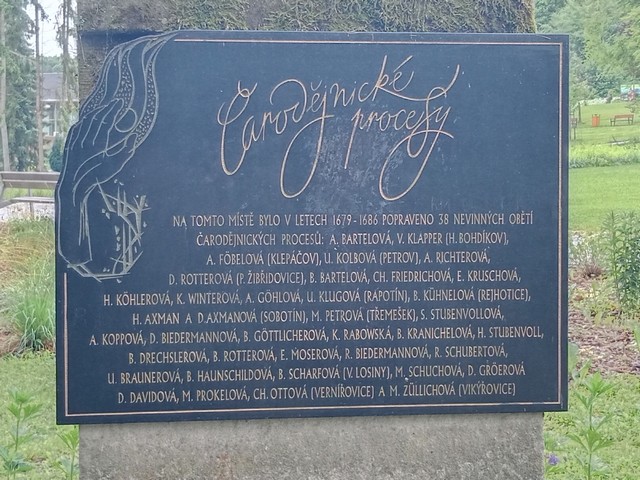 Čarodějnické
procesy
NA TOMTO MÍSTĚ BYLO V LETECH 1679-1686 POPRAVENO 38 NEVINNÝCH OBĚTÍ
ČARODĚJNICKÝCH PROCESŮ: A. BARTELOVÁ, V. KLAPPER (H. BOHDÍKOV),
A. FÖBELOVÁ (KLEPÁČOV), U. KOLBOVÁ (PETROV), A. RICHTEROVÁ,
D. ROTTEROVÁ (P. ŽIBŘIDOVICE), B. BARTELOVÁ, CH. FRIEDRICHOVÁ, E. KRUSCHOVÁ,
H. KÖHLEROVÁ, K. WINTEROVÁ, A. GÖHLOVÁ, U. KLUGOVÁ (RAPOTÍN), B. KÜHNELOVÁ (REJHOTICE),
H. AXMAN A D.AXMANOVÁ (SOBOTÍN), M. PETROVÁ (TŘEMEŠEK), S. STUBENVOLLOVÁ,
A. KOPPOVÁ, D. BIEDERMANNOVÁ, B. GÖTTLICHEROVÁ, K. RABOWSKÁ, B. KRANICHELOVÁ, H. STUBENVOLL,
B. DRECHSLEROVÁ, B. ROTTEROVÁ, E. MOSEROVÁ, R. BIEDERMANNOVÁ, R. SCHUBERTOVÁ,
U. BRAUNEROVÁ, B. HAUNSCHILDOVÁ, B. SCHARFOVÁ (V. LOSINY), M. SCHUCHOVÁ, D. GRÖEROVÁ
D. DAVIDOVÁ, M. PROKELOVÁ, CH. OTTOVÁ (VERNÍŘOVICE) A M. ZÜLLICHOVÁ (VIKÝŘOVICE)